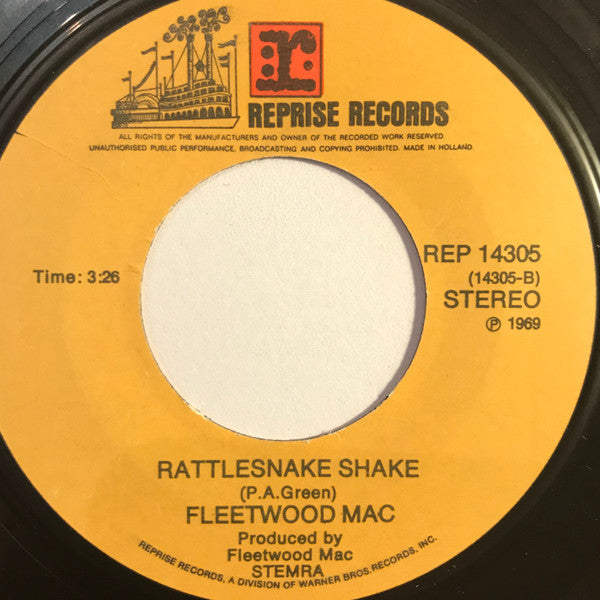 r
REPRISE RECORDS
ALL RIGHTS OF THE MANUFACTURERS AND OWNER OF THE RECORDED WORK RESERVED.
UNAUTHORISED PUBLIC PERFORMANCE, BROADCASTING AND COPYING PROHIBITED. MADE IN HOLLAND.
Time: 3:26
REP 14305
(14305-B)
STEREO
℗ 1969
RATTLESNAKE SHAKE
(P.A.Green)
FLEETWOOD MAC
Produced by
Fleetwood Mac
STEMRA
REPRISE RECORDS, A DIVISION OF WARNER BROS. RECORDS, INC.